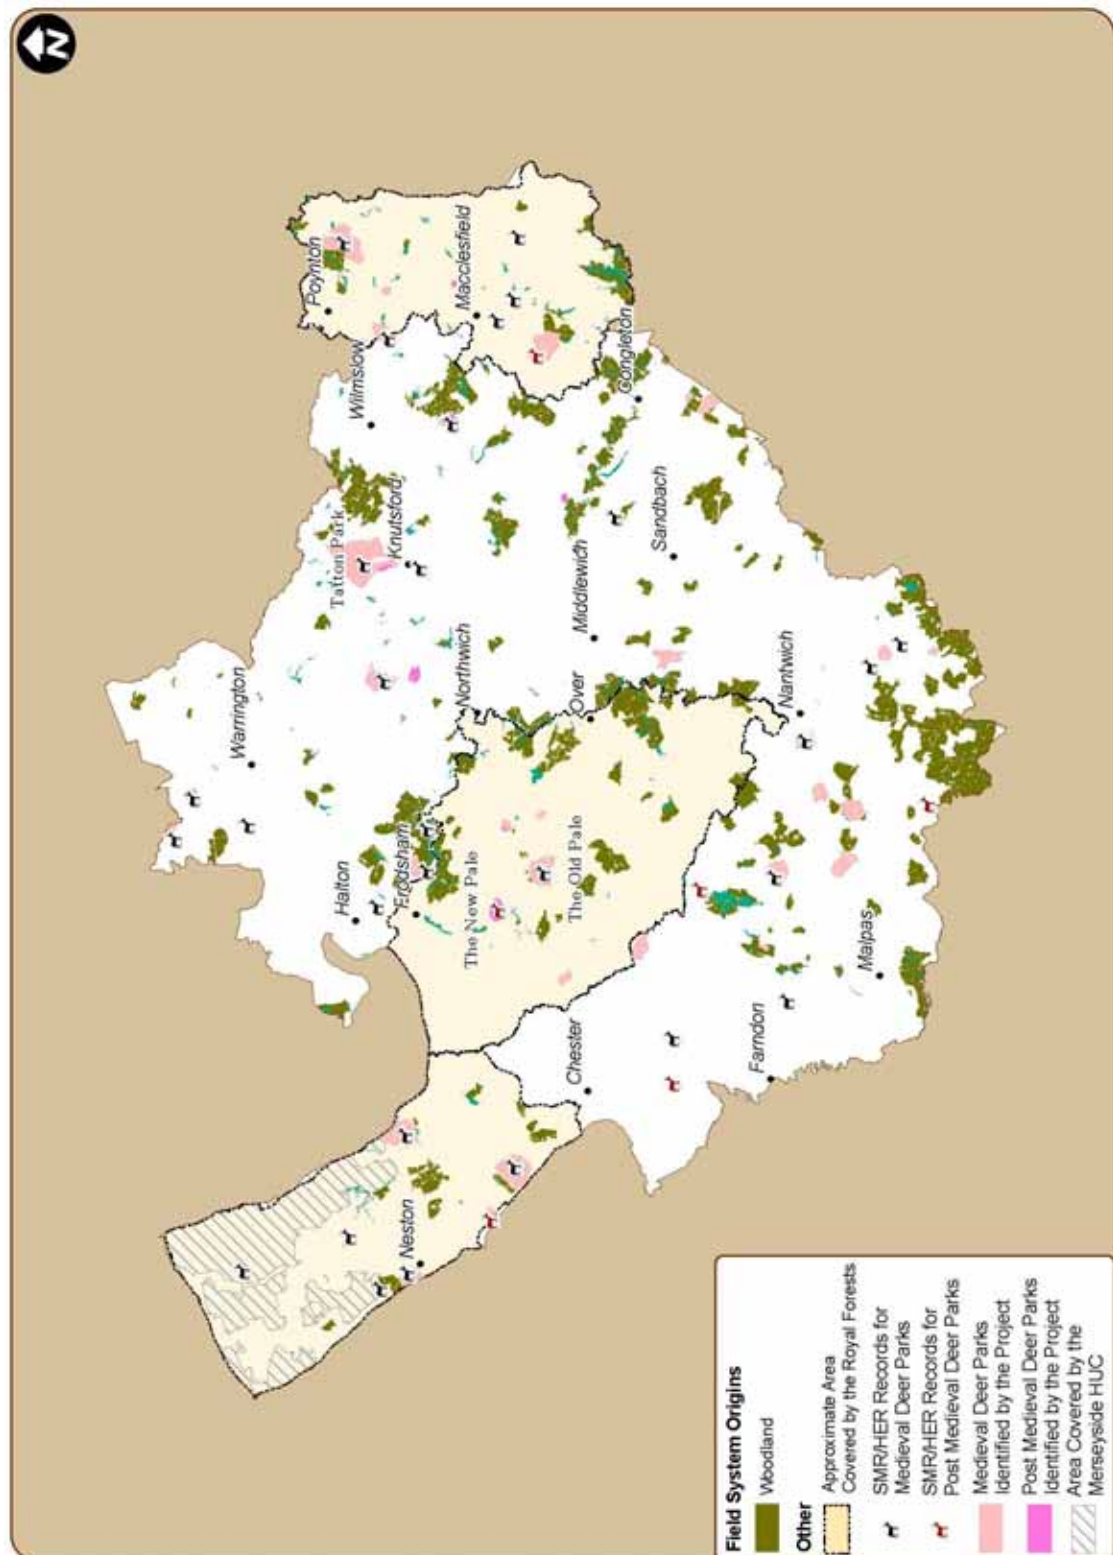 N
Poynton
Macclesfield
Wilmslow
Congleton
Tatton Park
Knutsford
Sandbach
Middlewich
Warrington
Northwich
Over
Nantwich
Halton
Frodsham
The New Pale
The Old Pale
Malpas
Chester
Farndon
Neston
Field System Origins
Woodland
Other
Approximate Area
Covered by the Royal Forests
SMR/HER Records for
Medieval Deer Parks
SMR/HER Records for
Post Medieval Deer Parks
Medieval Deer Parks
Identified by the Project
Post Medieval Deer Parks
Identified by the Project
Area Covered by the
Merseyside HUC